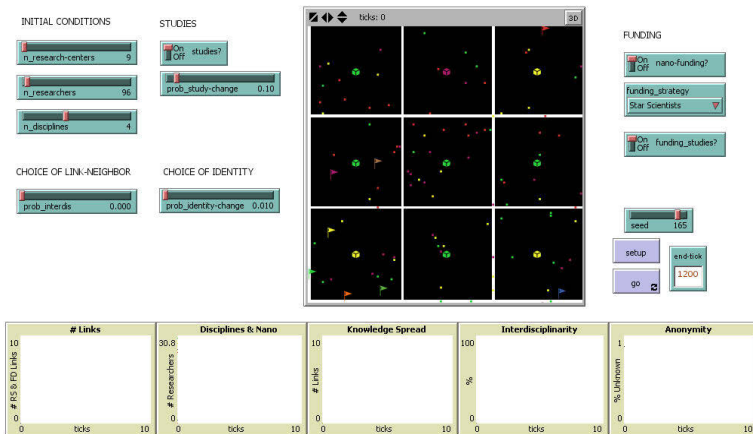 INITIAL CONDITIONS
n_research-centers 9
n_researchers 96
n_disciplines 4
STUDIES
On
Off
studies?
prob_study-change 0.10
CHOICE OF LINK-NEIGHBOR
prob_interdis 0.000
CHOICE OF IDENTITY
prob_identity-change 0.010
ticks: 0
3D
FUNDING
On
Off
nano-funding?
funding_strategy
Star Scientists
On
Off
funding_studies?
seed 165
setup
go
end-tick
1200
# Links
10
# RS & FD Links
0
0 ticks 10
Disciplines & Nano
30.8
# Researchers
0
0 ticks 10
Knowledge Spread
10
# Links
0
0 ticks 10
Interdisciplinarity
100
%
0
0 ticks 10
Anonymity
1
% Unknown
0
0 ticks 10